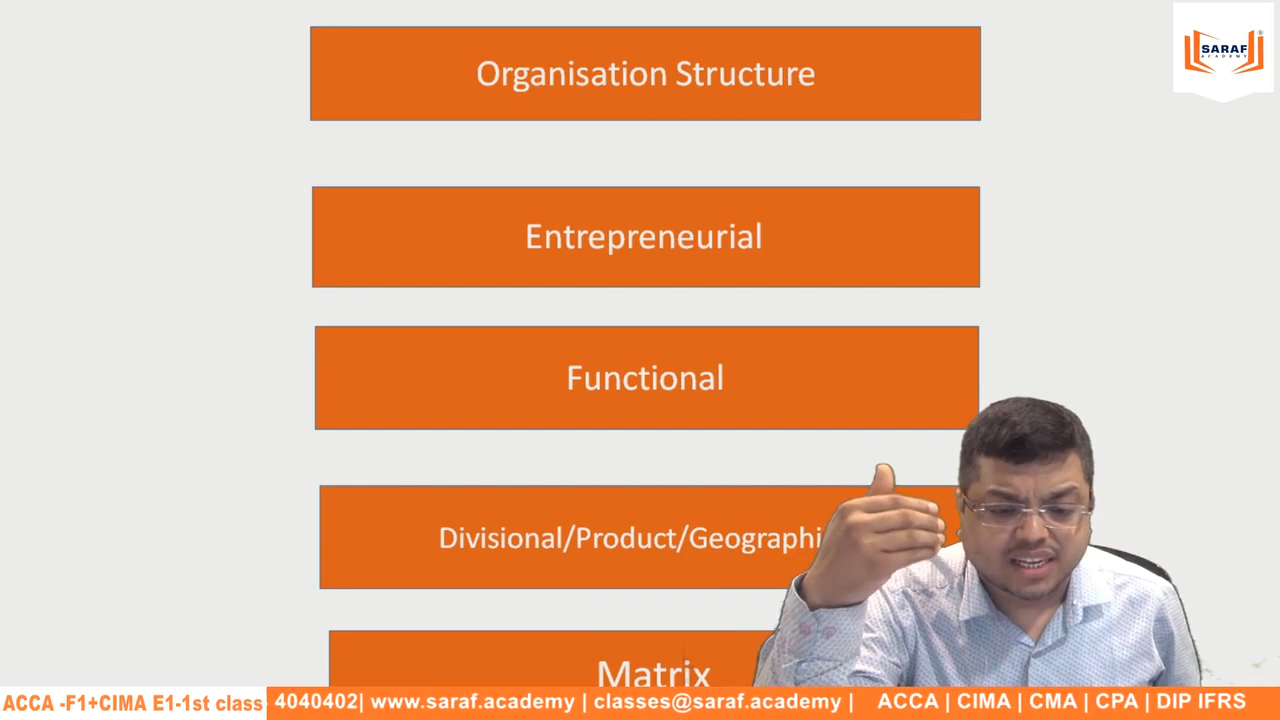 Organisation Structure
SARAF
ACADEMY
Entrepreneurial
Functional
Divisional/Product/Geographi
Matrix
ACCA -F1+CIMA E1-1st class
4040402| www.saraf.academy | classes@saraf.academy | ACCA | CIMA | CMA | CPA | DIP IFRS